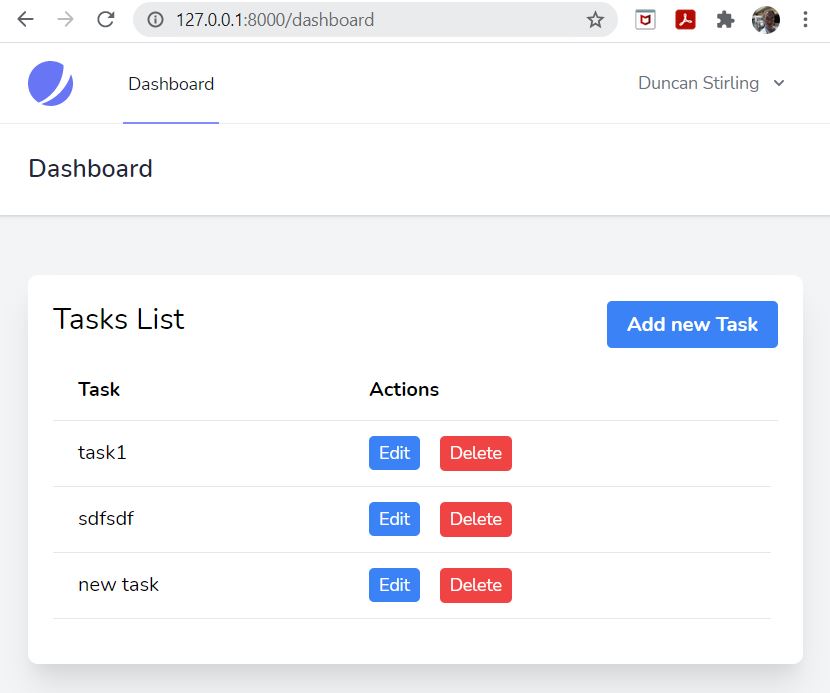 127.0.0.1:8000/dashboard
Dashboard Duncan Stirling
Dashboard
Tasks List Add new Task
Task Actions
task1 Edit Delete
sdfsdf Edit Delete
new task Edit Delete